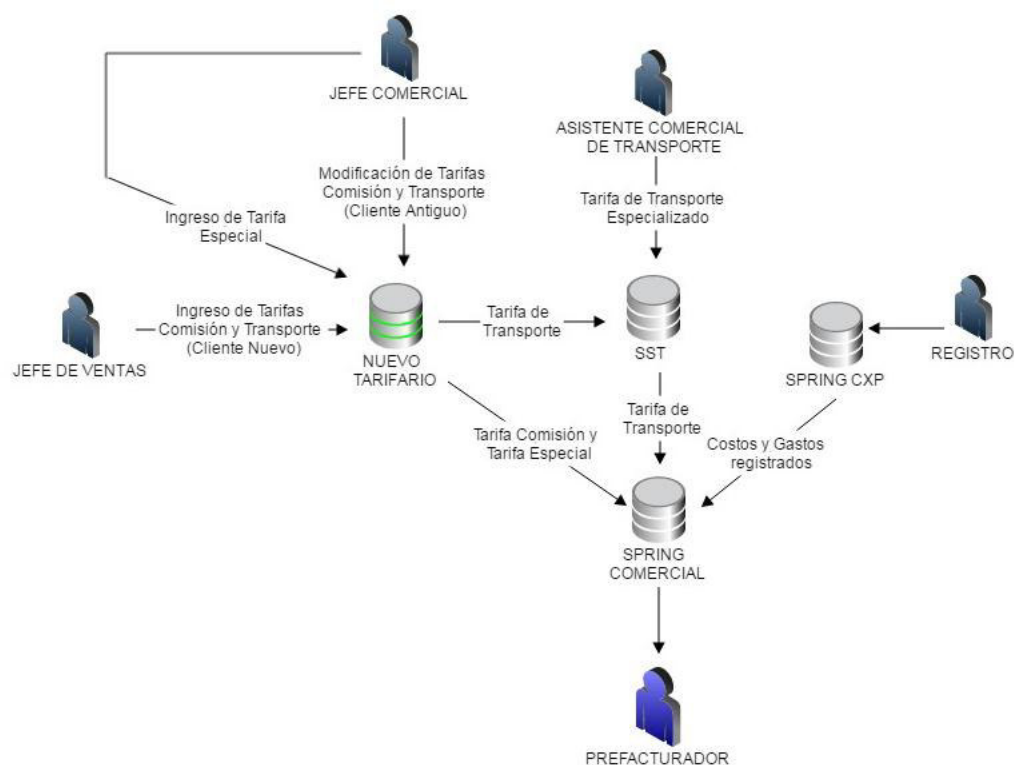 JEFE COMERCIAL
ASISTENTE COMERCIAL
DE TRANSPORTE
Modificación de Tarifas
Comisión y Transporte
(Cliente Antiguo)
Tarifa de Transporte
Especializado
Ingreso de Tarifa
Especial
Ingreso de Tarifas
Comisión y Transporte
(Cliente Nuevo)
JEFE DE VENTAS
NUEVO
TARIFARIO
Tarifa de
Transporte
SST
SPRING CXP
REGISTRO
Tarifa Comisión y
Tarifa Especial
Tarifa de
Transporte
Costos y Gastos
registrados
SPRING
COMERCIAL
PREFACTURADOR